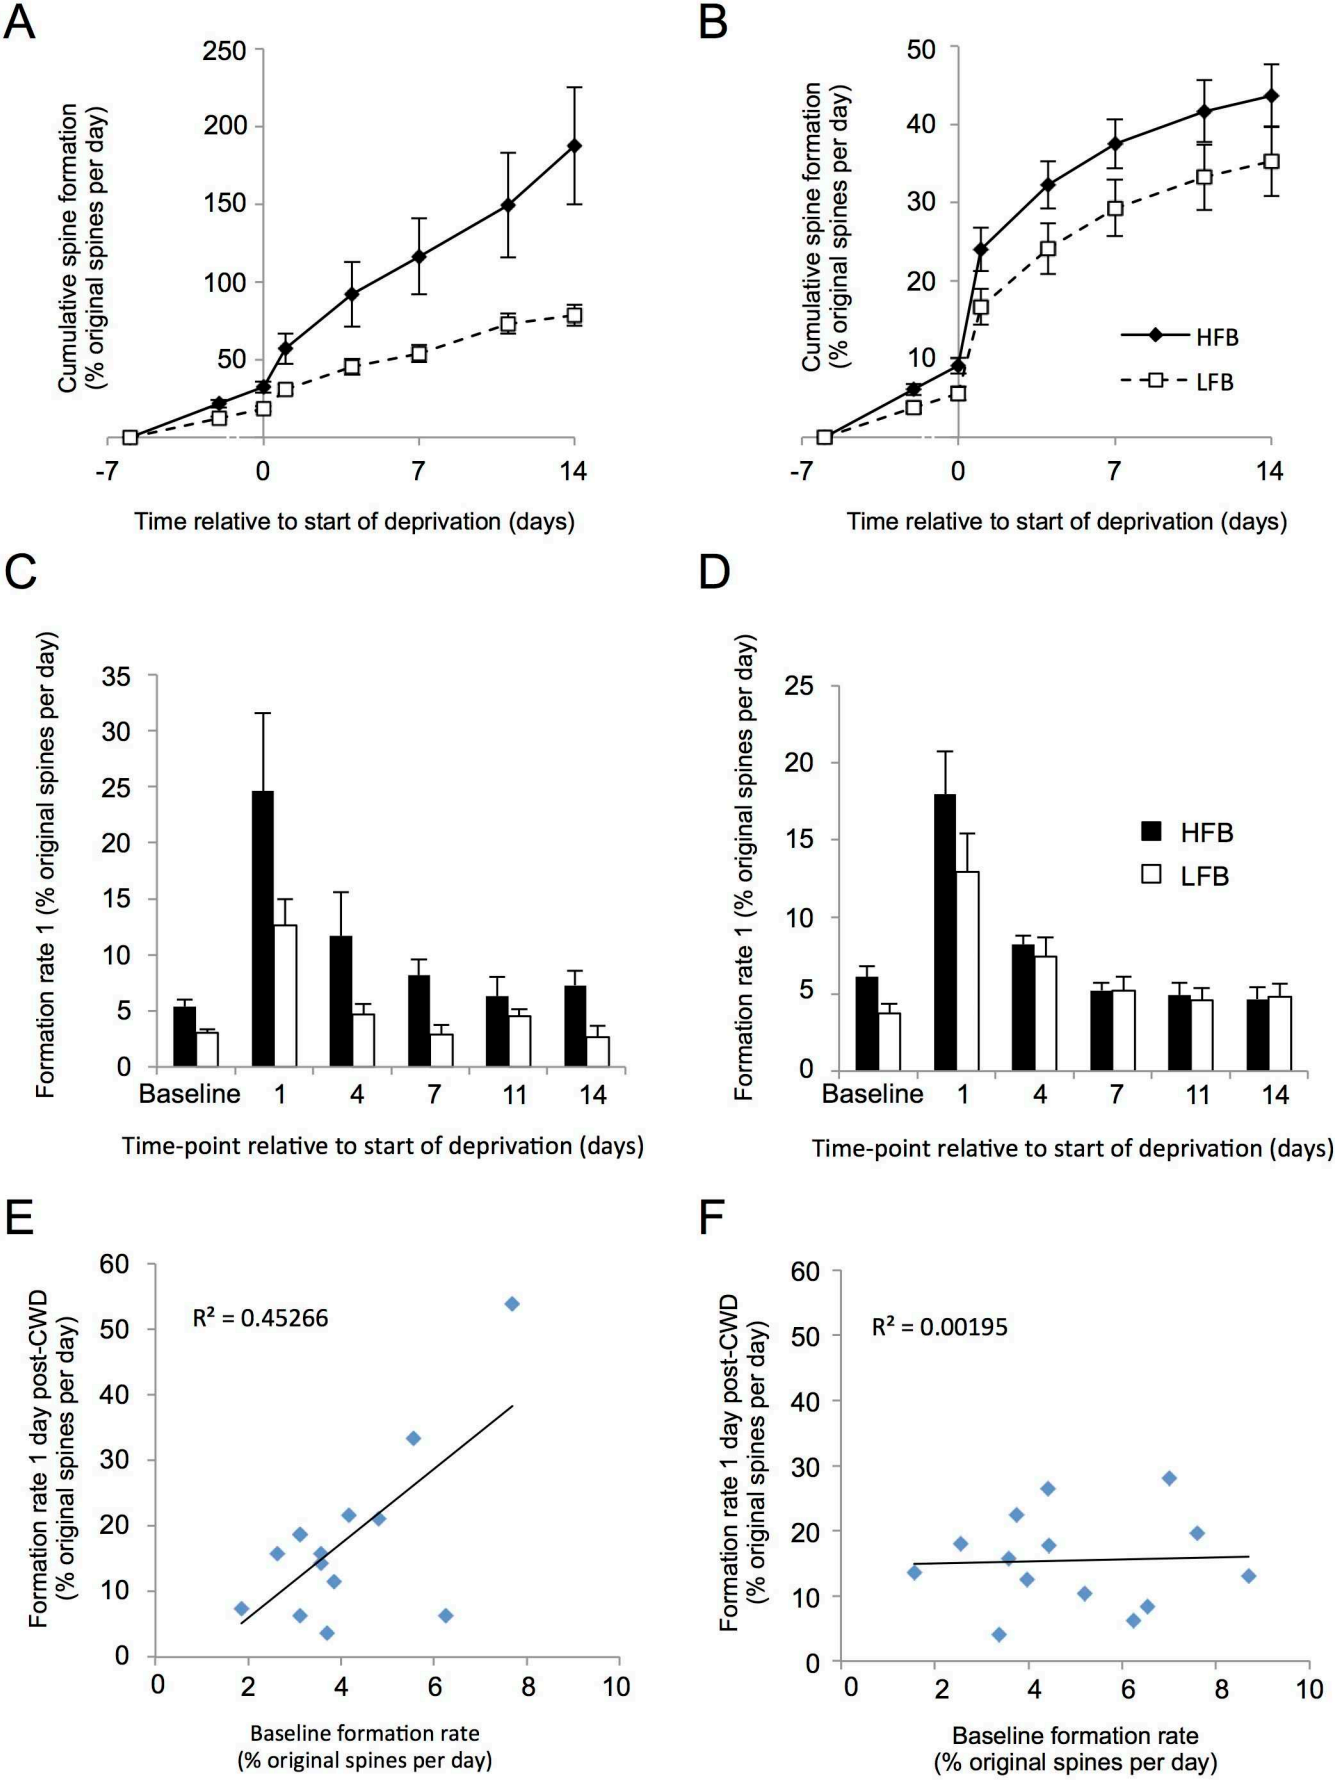 A
Cumulative spine formation
(% original spines per day)
250
200
150
100
50
-7 0 7 14
Time relative to start of deprivation (days)
B
Cumulative spine formation
(% original spines per day)
50
40
30
20
10
HFB
LFB
-7 0 7 14
Time relative to start of deprivation (days)
C
Formation rate 1 (% original spines per day)
35
30
25
20
15
10
5
0
Baseline 1 4 7 11 14
Time-point relative to start of deprivation (days)
D
Formation rate 1 (% original spines per day)
25
20
15
10
5
0
HFB
LFB
Baseline 1 4 7 11 14
Time-point relative to start of deprivation (days)
E
Formation rate 1 day post-CWD
(% original spines per day)
60
50
40
30
20
10
0
R² = 0.45266
0 2 4 6 8 10
Baseline formation rate
(% original spines per day)
F
Formation rate 1 day post-CWD
(% original spines per day)
60
50
40
30
20
10
0
R² = 0.00195
0 2 4 6 8 10
Baseline formation rate
(% original spines per day)